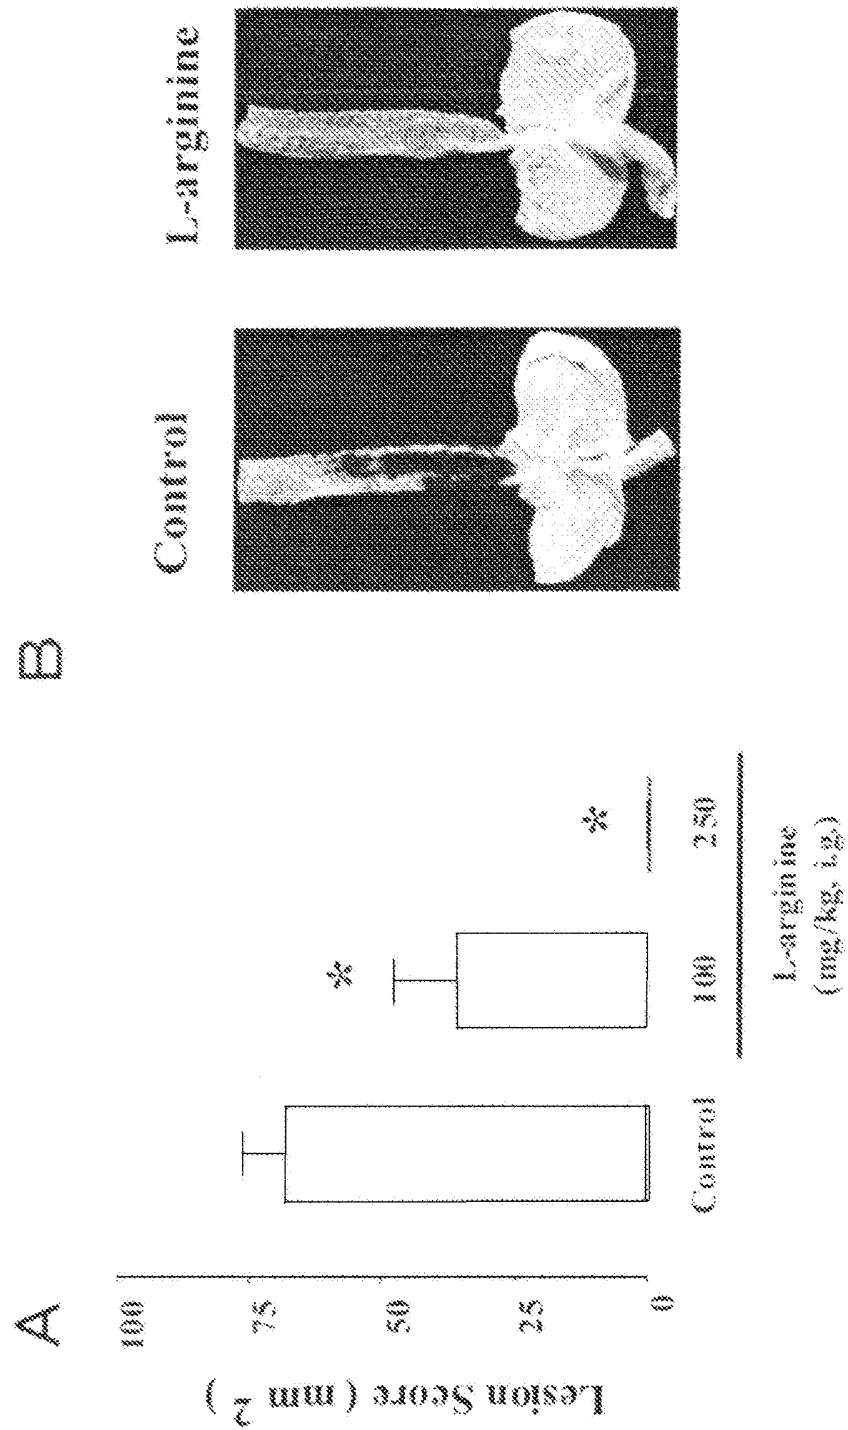 A
B
Lesion Score ( mm 2 )
100
75
50
25
0
*
*
Control
100
250
L-arginine
(mg/kg, i.g.)
Control
L-arginine